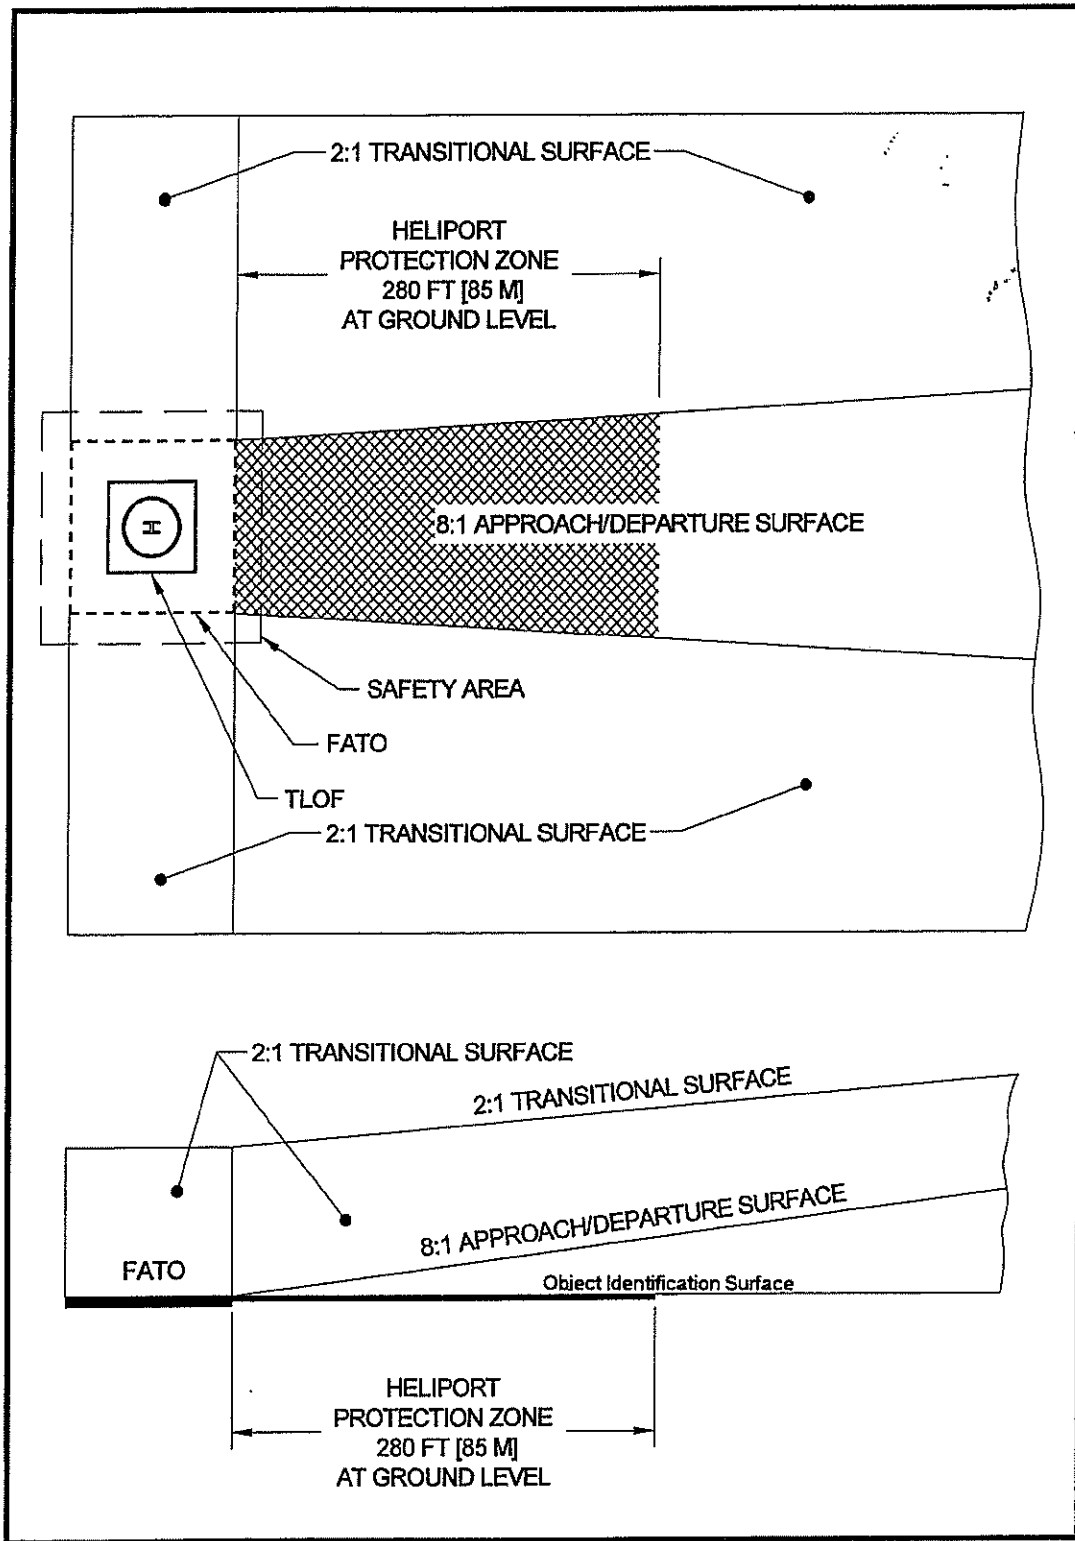 2:1 TRANSITIONAL SURFACE
HELIPORT
PROTECTION ZONE
280 FT [85 M]
AT GROUND LEVEL
H
8:1 APPROACH/DEPARTURE SURFACE
SAFETY AREA
FATO
TLOF
2:1 TRANSITIONAL SURFACE
2:1 TRANSITIONAL SURFACE
2:1 TRANSITIONAL SURFACE
8:1 APPROACH/DEPARTURE SURFACE
FATO
Object Identification Surface
HELIPORT
PROTECTION ZONE
280 FT [85 M]
AT GROUND LEVEL